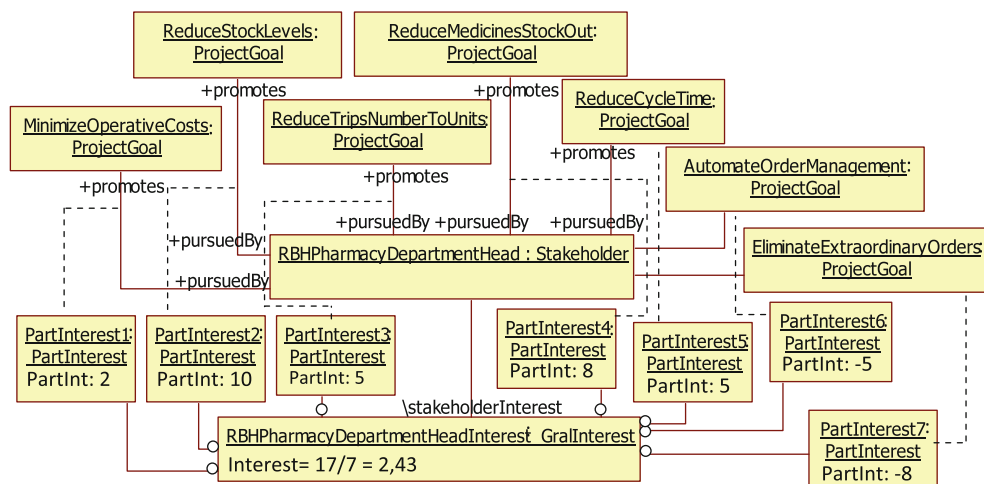 ReduceStockLevels:
ProjectGoal
ReduceMedicinesStockOut:
ProjectGoal
+promotes
+promotes
MinimizeOperativeCosts:
ProjectGoal
ReduceTripsNumberToUnits:
ProjectGoal
ReduceCycleTime:
ProjectGoal
+promotes
+promotes
+promotes
AutomateOrderManagement:
ProjectGoal
+pursuedBy
+pursuedBy
+pursuedBy
+pursuedBy
+pursuedBy
RBHPharmacyDepartmentHead : Stakeholder
EliminateExtraordinaryOrders:
ProjectGoal
PartInterest1:
PartInterest
PartInt: 2
PartInterest2:
PartInterest
PartInt: 10
PartInterest3:
PartInterest
PartInt: 5
PartInterest4:
PartInterest
PartInt: 8
PartInterest5:
PartInterest
PartInt: 5
PartInterest6:
PartInterest
PartInt: -5
PartInterest7:
PartInterest
PartInt: -8
\stakeholderInterest
RBHPharmacyDepartmentHeadInterest: GralInterest
Interest= 17/7 = 2,43